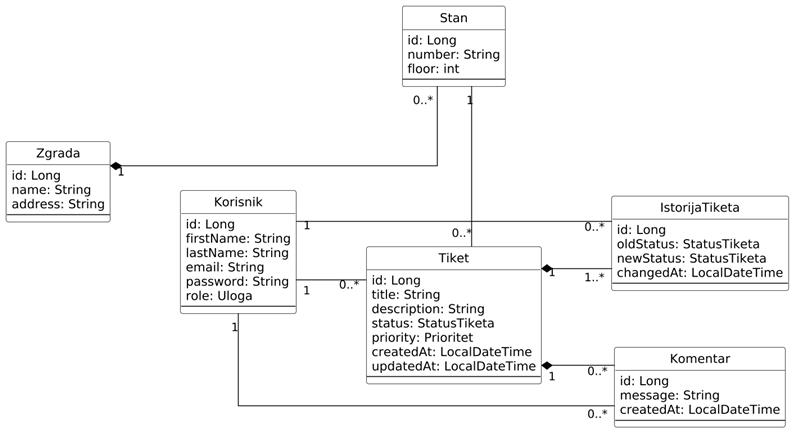 Stan
id: Long
number: String
floor: int
0..*
1
Zgrada
id: Long
name: String
address: String
1
Korisnik
id: Long
firstName: String
lastName: String
email: String
password: String
role: Uloga
1
0..*
1
0..*
1
0..*
IstorijaTiketa
id: Long
oldStatus: StatusTiketa
newStatus: StatusTiketa
changedAt: LocalDateTime
Tiket
id: Long
title: String
description: String
status: StatusTiketa
priority: Prioritet
createdAt: LocalDateTime
updatedAt: LocalDateTime
1
1..*
1
0..*
Komentar
id: Long
message: String
createdAt: LocalDateTime
0..*